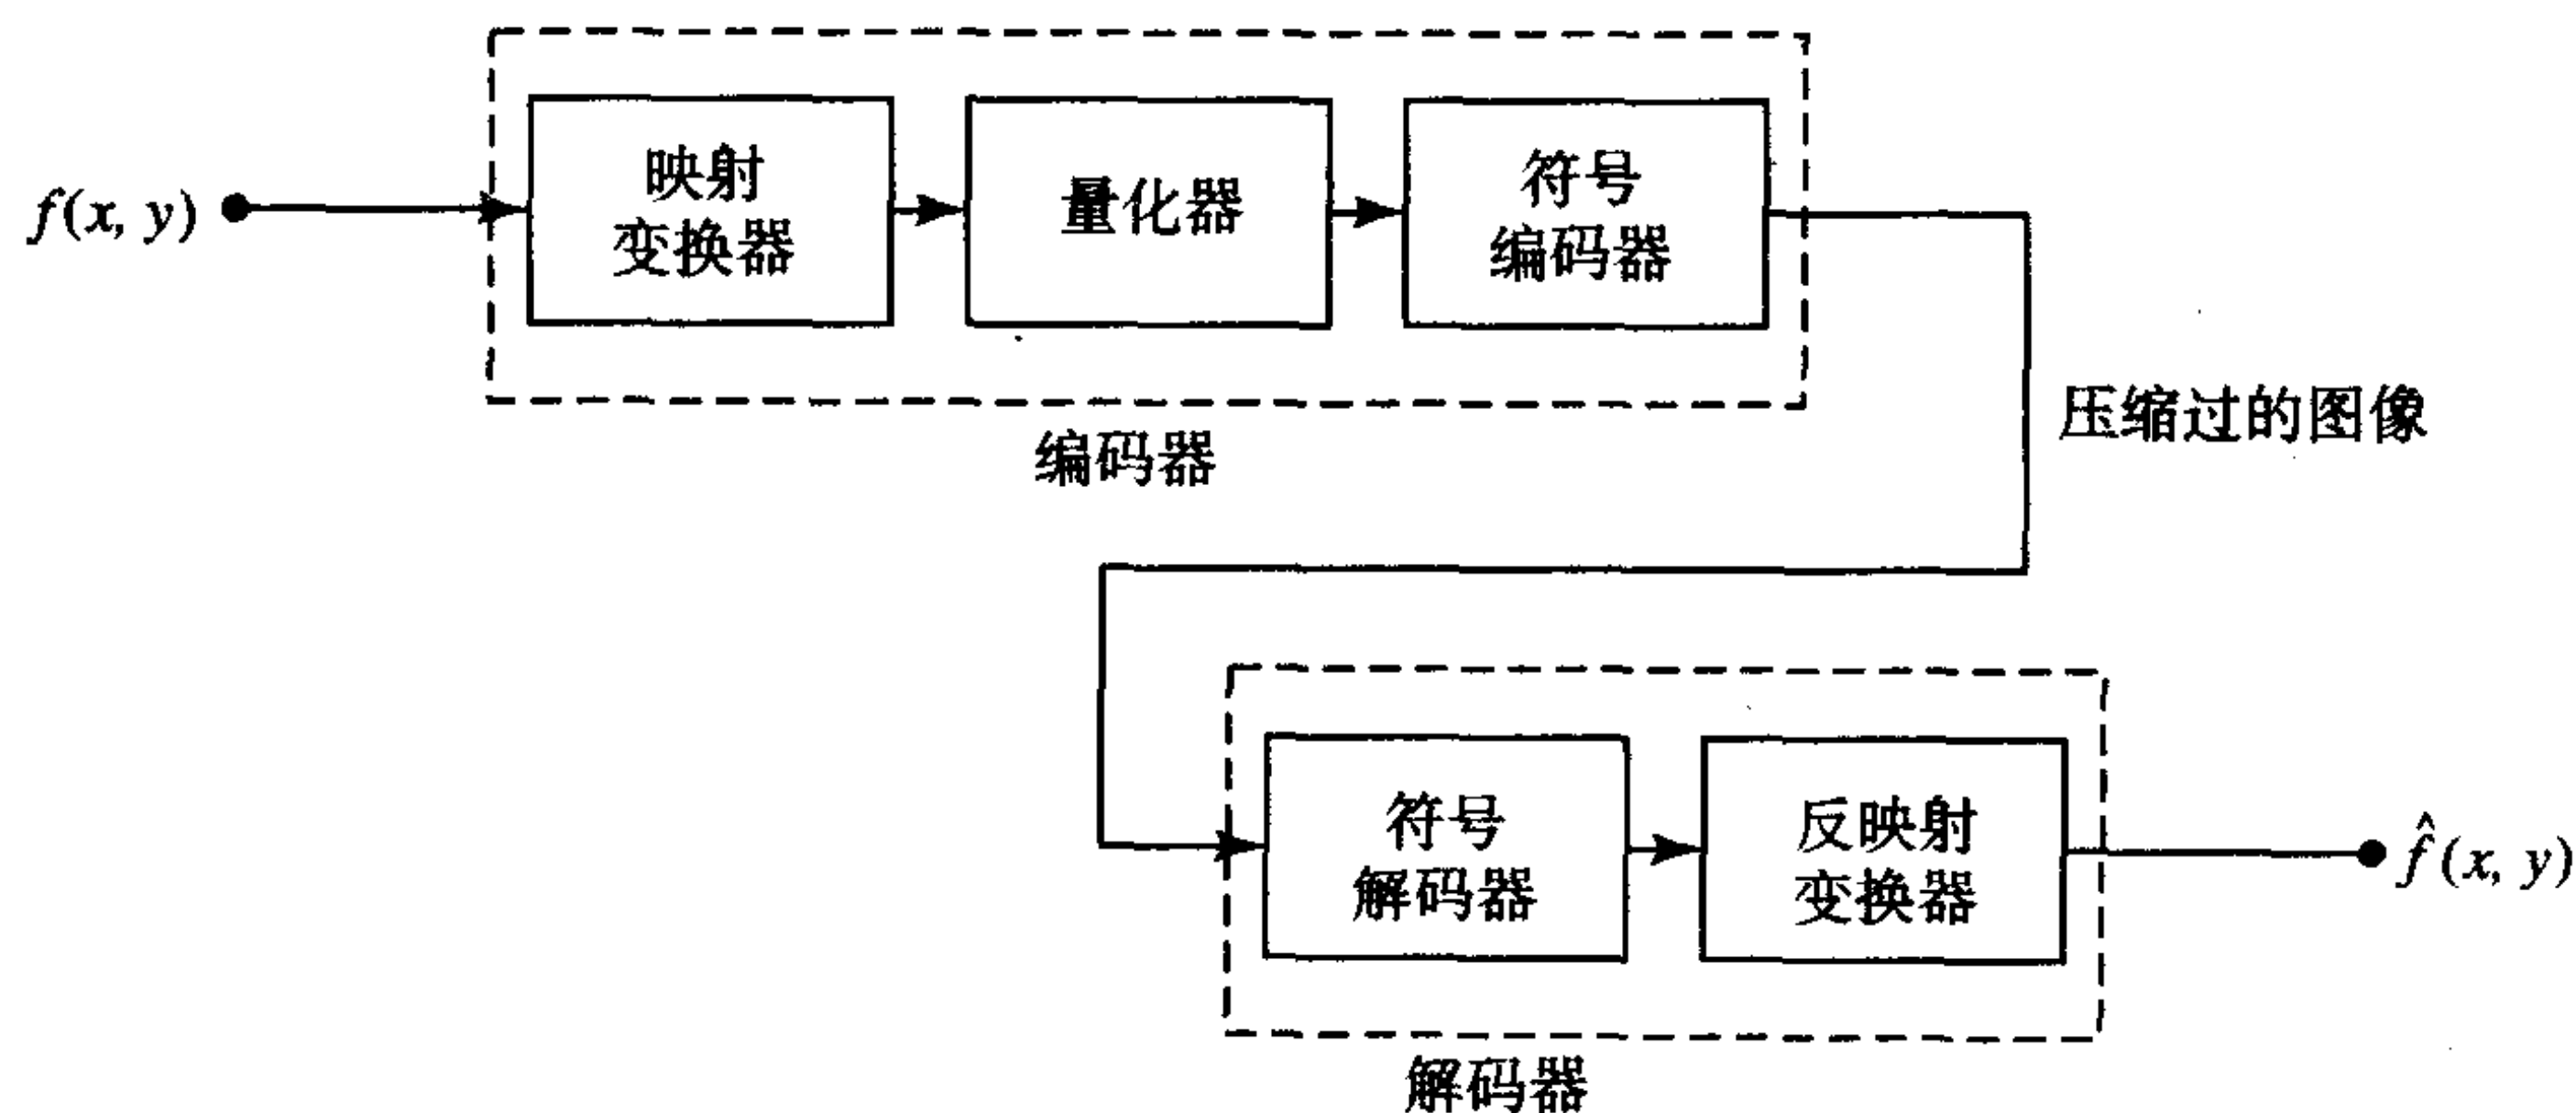 f(x, y)
映射
变换器
量化器
符号
编码器
编码器
压缩过的图像
符号
解码器
反映射
变换器
f̂(x, y)
解码器